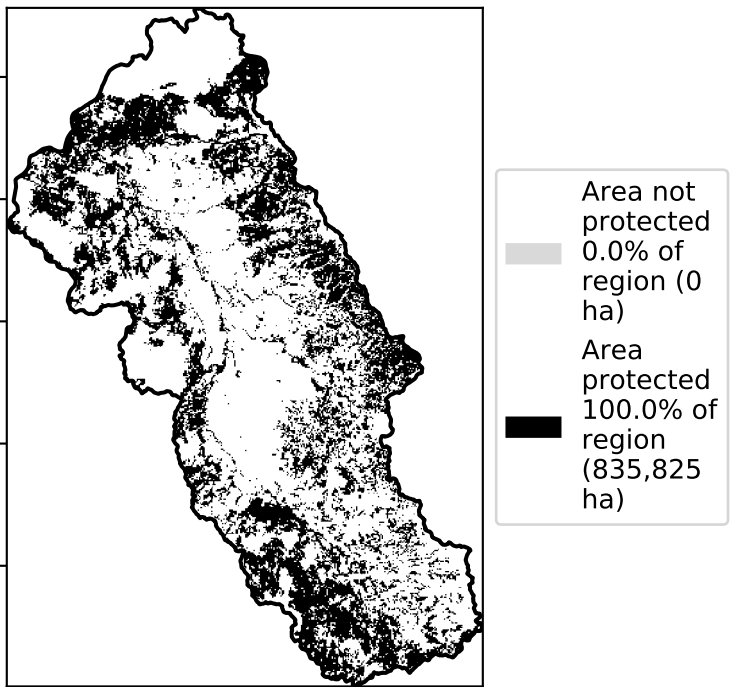 Area not
protected
0.0% of
region (0
ha)
Area
protected
100.0% of
region
(835,825
ha)